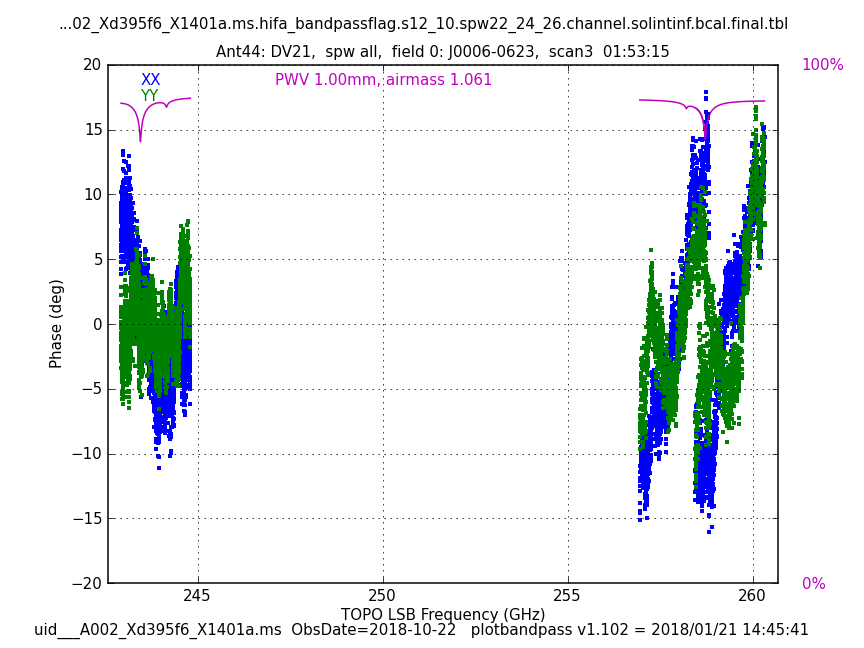 ...02_Xd395f6_X1401a.ms.hifa_bandpassflag.s12_10.spw22_24_26.channel.solintinf.bcal.final.tbl
Ant44: DV21,  spw all,  field 0: J0006-0623,  scan3  01:53:15
20
100%
XX
PWV 1.00mm, airmass 1.061
YY
15
10
5
0
Phase (deg)
−5
−10
−15
−20
0%
245
250
255
260
TOPO LSB Frequency (GHz)
uid___A002_Xd395f6_X1401a.ms  ObsDate=2018-10-22   plotbandpass v1.102 = 2018/01/21 14:45:41